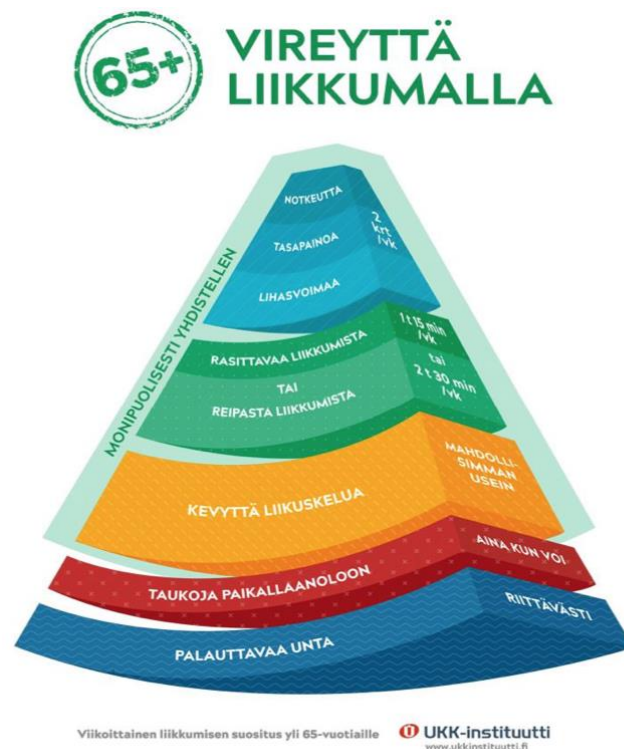 65+
VIREYTTÄ
LIIKKUMALLA
MONIPUOLISESTI YHDISTELLEN
NOTKEUTTA
TASAPAINOA
LIHASVOIMAA
2
krt
/vk
RASITTAVAA LIIKKUMISTA
1 t 15 min
/vk
TAI
REIPASTA LIIKKUMISTA
tai
2 t 30 min
/vk
KEVYTTÄ LIIKUSKELUA
MAHDOLLI-
SIMMAN
USEIN
TAUKOJA PAIKALLAANOLOON
AINA KUN VOI
PALAUTTAVAA UNTA
RIITTÄVÄSTI
Viikoittainen liikkumisen suositus yli 65-vuotiaille
UKK-instituutti
www.ukkinstituutti.fi